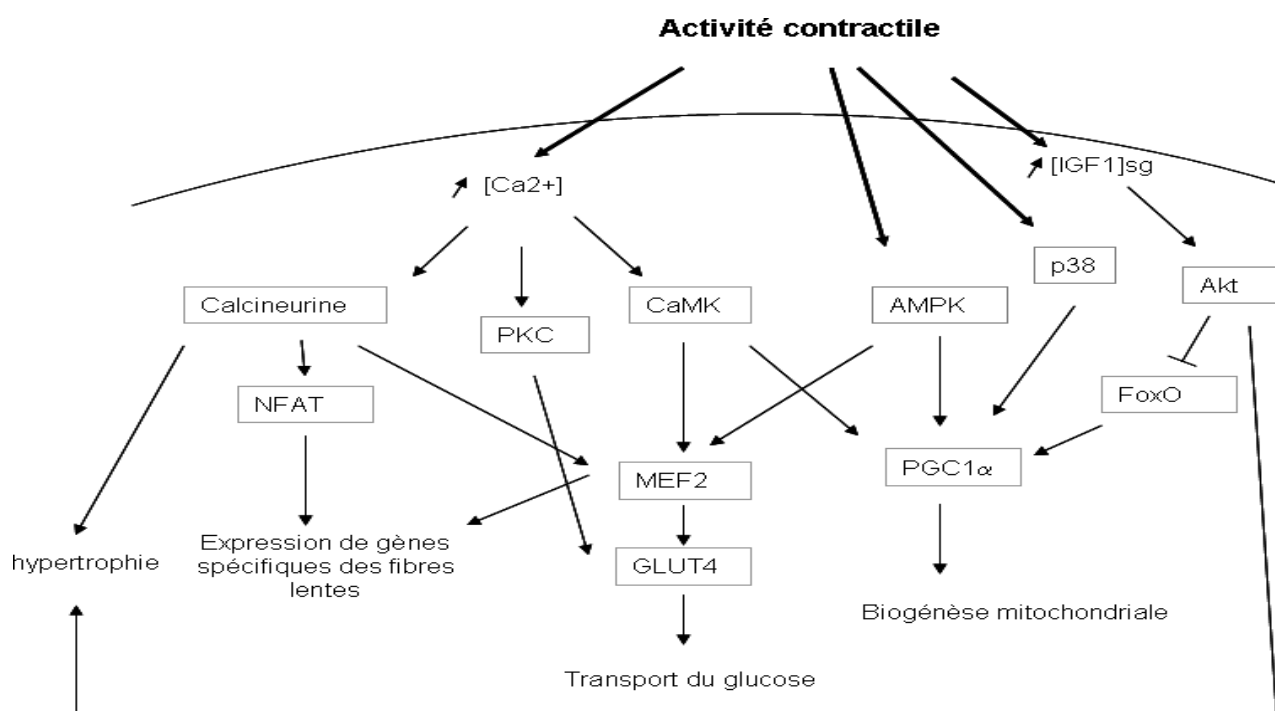 Activité contractile
[Ca2+]
[IGF1]sg
p38
Akt
Calcineurine
CaMK
AMPK
PKC
NFAT
FoxO
MEF2
PGC1α
hypertrophie
Expression de gènes
spécifiques des fibres
lentes
GLUT4
Biogénèse mitochondriale
Transport du glucose